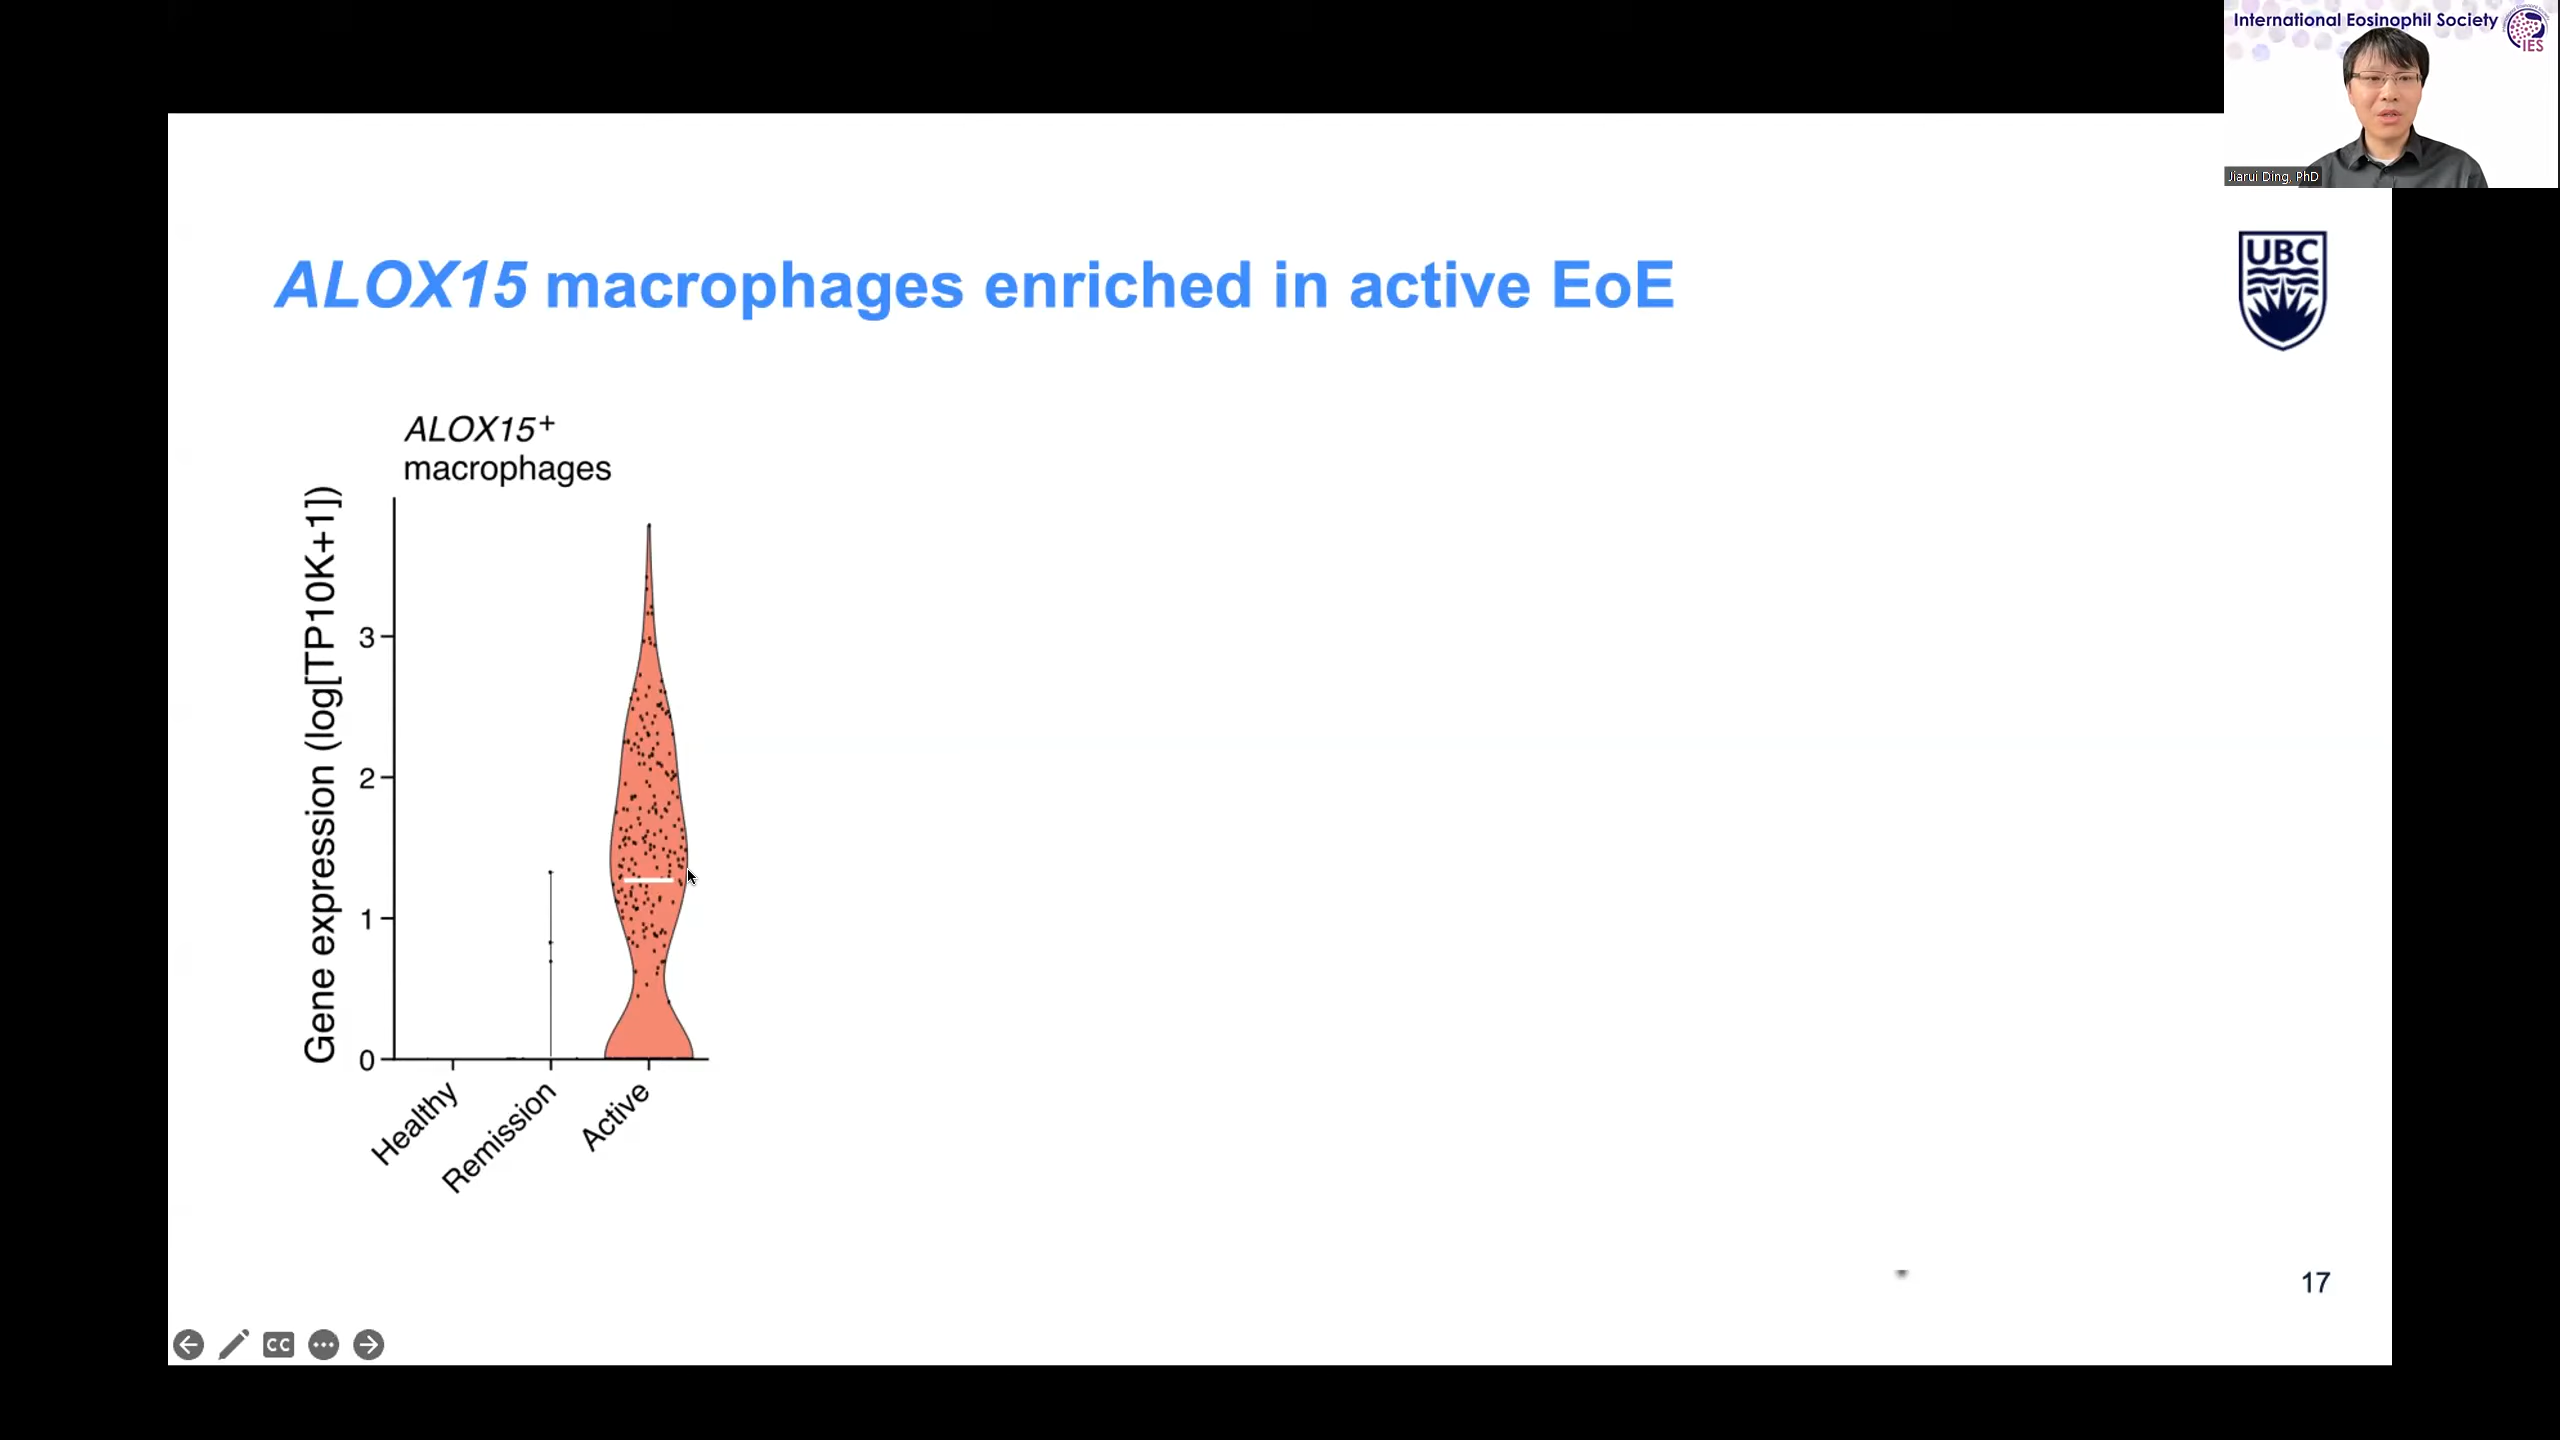 International Eosinophil Society
IES
Jiarui Ding, PhD
UBC
ALOX15 macrophages enriched in active EoE
ALOX15+
macrophages
Gene expression (log[TP10K+1])
3
2
1
0
Healthy
Remission
Active
17
CC